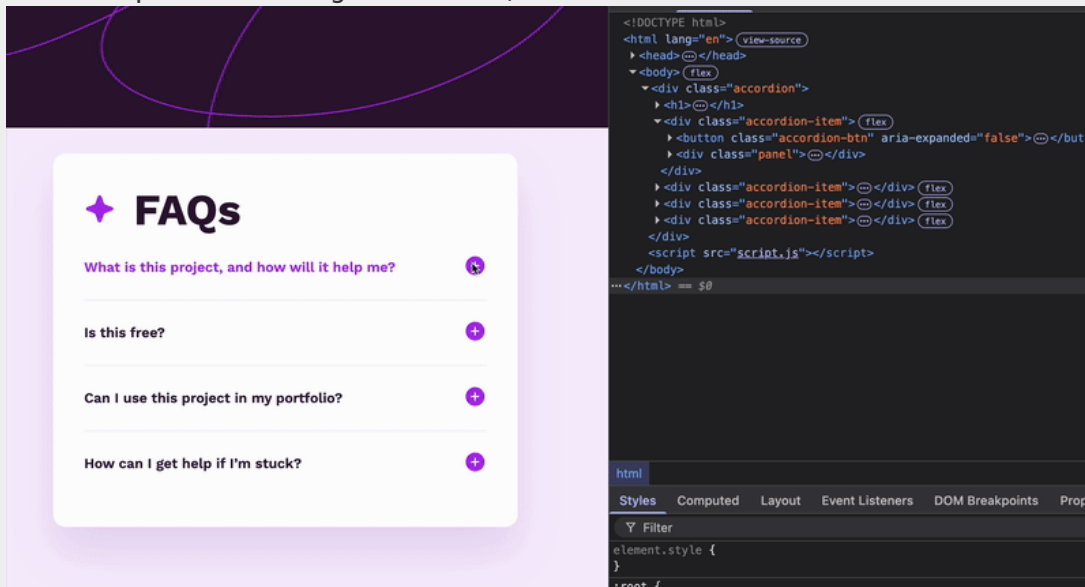 FAQs
What is this project, and how will it help me?
Is this free?
Can I use this project in my portfolio?
How can I get help if I'm stuck?
<!DOCTYPE html>
<html lang="en"> view-source
<head>⋯</head>
<body> flex
<div class="accordion">
<h1>⋯</h1>
<div class="accordion-item"> flex
<button class="accordion-btn" aria-expanded="false">⋯</but
<div class="panel">⋯</div>
</div>
<div class="accordion-item">⋯</div> flex
<div class="accordion-item">⋯</div> flex
<div class="accordion-item">⋯</div> flex
</div>
<script src="script.js"></script>
</body>
⋯</html> == $0
html
Styles Computed Layout Event Listeners DOM Breakpoints Prop
Filter
element.style {
}
:root {